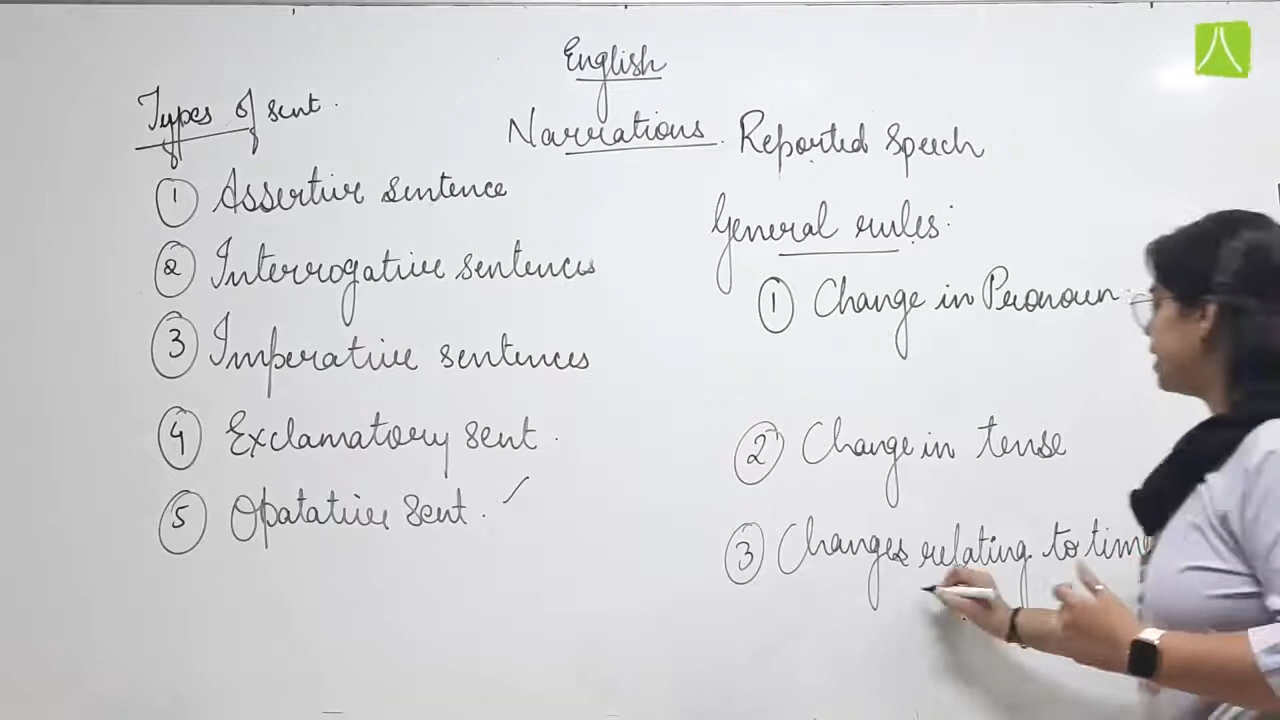 English
Narrations. Reported Speech
Types of sent.
① Assertive sentence
② Interrogative sentences
③ Imperative sentences
④ Exclamatory sent.
⑤ Opatative sent.
General rules:
① Change in Pronoun
② Change in tense
③ Changes relating to time